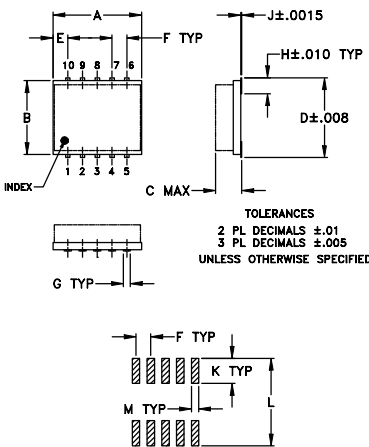 A
J±.0015
E
F TYP
H±.010 TYP
10 9 8 7 6
B
D±.008
1 2 3 4 5
INDEX
C MAX
TOLERANCES
2 PL DECIMALS ±.01
3 PL DECIMALS ±.005
UNLESS OTHERWISE SPECIFIED
G TYP
F TYP
K TYP
L
M TYP